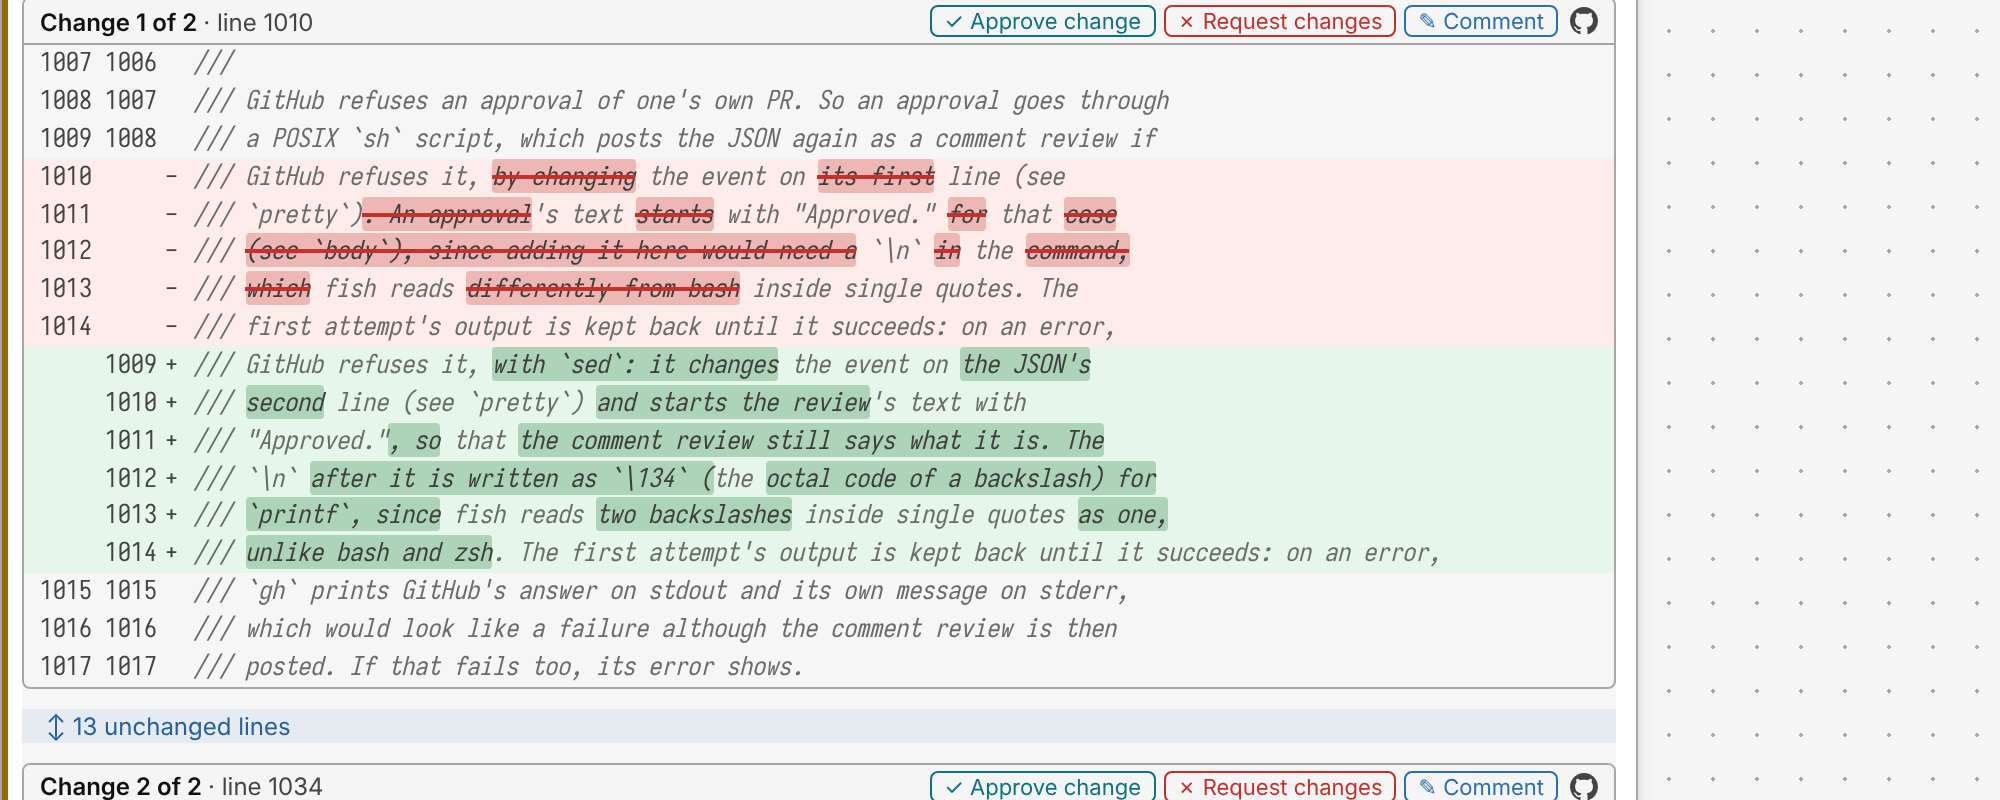 Change 1 of 2 · line 1010 ✓ Approve change × Request changes ✎ Comment
1007 1006 ///
1008 1007 /// GitHub refuses an approval of one's own PR. So an approval goes through
1009 1008 /// a POSIX `sh` script, which posts the JSON again as a comment review if
1010 - /// GitHub refuses it, by changing the event on its first line (see
1011 - /// `pretty`). An approval's text starts with "Approved." for that case
1012 - /// (see `body`), since adding it here would need a `\n` in the command,
1013 - /// which fish reads differently from bash inside single quotes. The
1014 - /// first attempt's output is kept back until it succeeds: on an error,
1009 + /// GitHub refuses it, with `sed`: it changes the event on the JSON's
1010 + /// second line (see `pretty`) and starts the review's text with
1011 + /// "Approved.", so that the comment review still says what it is. The
1012 + /// `\n` after it is written as `\134` (the octal code of a backslash) for
1013 + /// `printf`, since fish reads two backslashes inside single quotes as one,
1014 + /// unlike bash and zsh. The first attempt's output is kept back until it succeeds: on an error,
1015 1015 /// `gh` prints GitHub's answer on stdout and its own message on stderr,
1016 1016 /// which would look like a failure although the comment review is then
1017 1017 /// posted. If that fails too, its error shows.
↕ 13 unchanged lines
Change 2 of 2 · line 1034 ✓ Approve change × Request changes ✎ Comment